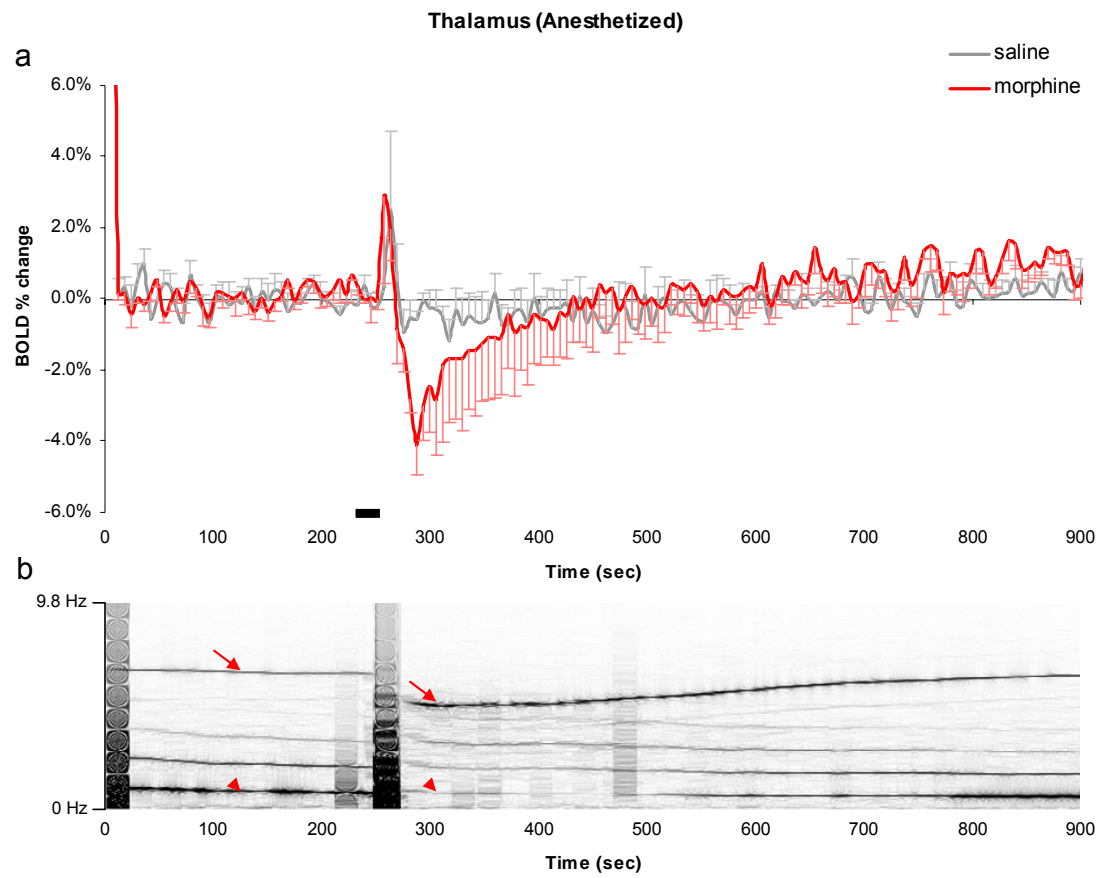 Thalamus (Anesthetized)
a
saline
morphine
6.0%
4.0%
2.0%
0.0%
-2.0%
-4.0%
-6.0%
BOLD % change
0 100 200 300 400 500 600 700 800 900
Time (sec)
b
9.8 Hz
0 Hz
0 100 200 300 400 500 600 700 800 900
Time (sec)